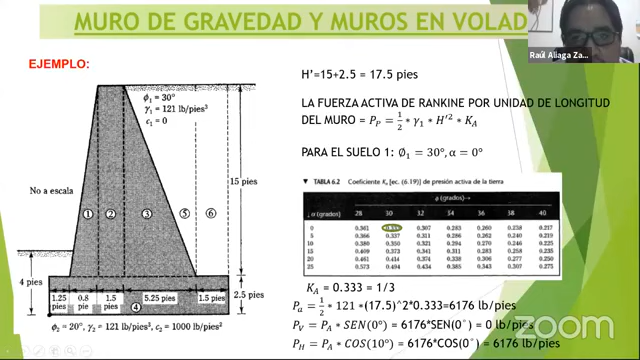 MURO DE GRAVEDAD Y MUROS EN VOLAD
Raúl Aliaga Za...
EJEMPLO:
H'=15+2.5 = 17.5 pies
LA FUERZA ACTIVA DE RANKINE POR UNIDAD DE LONGITUD
DEL MURO = P_P = 1/2 * γ₁ * H'² * K_A
PARA EL SUELO 1: ∅₁ = 30°, α = 0°
ϕ₁ = 30°
γ₁ = 121 lb/pies³
c₁ = 0
No a escala
15 pies
① ② ③ ⑤ ⑥
4 pies
2.5 pies
1.25 pies
0.8 pie
1.5 pies
5.25 pies
1.5 pies
④
ϕ₂ = 20°, γ₂ = 121 lb/pies³, c₂ = 1000 lb/pies²
▼ TABLA 6.2 Coeficiente Kₐ [ec. (6.19)] de presión activa de la tierra
ϕ (grados)→
↓α (grados) 28 30 32 34 36 38 40
0 0.361 0.333 0.307 0.283 0.260 0.238 0.217
5 0.366 0.337 0.311 0.286 0.262 0.240 0.219
10 0.380 0.350 0.321 0.294 0.270 0.246 0.225
15 0.409 0.373 0.341 0.311 0.283 0.258 0.235
20 0.461 0.414 0.374 0.338 0.306 0.277 0.250
25 0.573 0.494 0.434 0.385 0.343 0.307 0.275
K_A = 0.333 = 1/3
P_a = 1/2 * 121*(17.5)^2*0.333=6176 lb/pies
P_V = P_A * SEN(0°) = 6176*SEN(0°) = 0 lb/pies
P_H = P_A * COS(10°) = 6176*COS(0°) = 6176 lb/pies
zoom